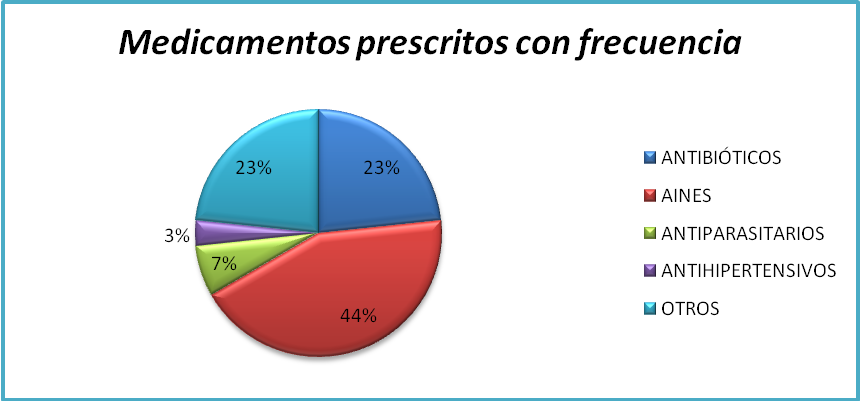 Medicamentos prescritos con frecuencia
23%
23%
3%
7%
44%
ANTIBIÓTICOS
AINES
ANTIPARASITARIOS
ANTIHIPERTENSIVOS
OTROS